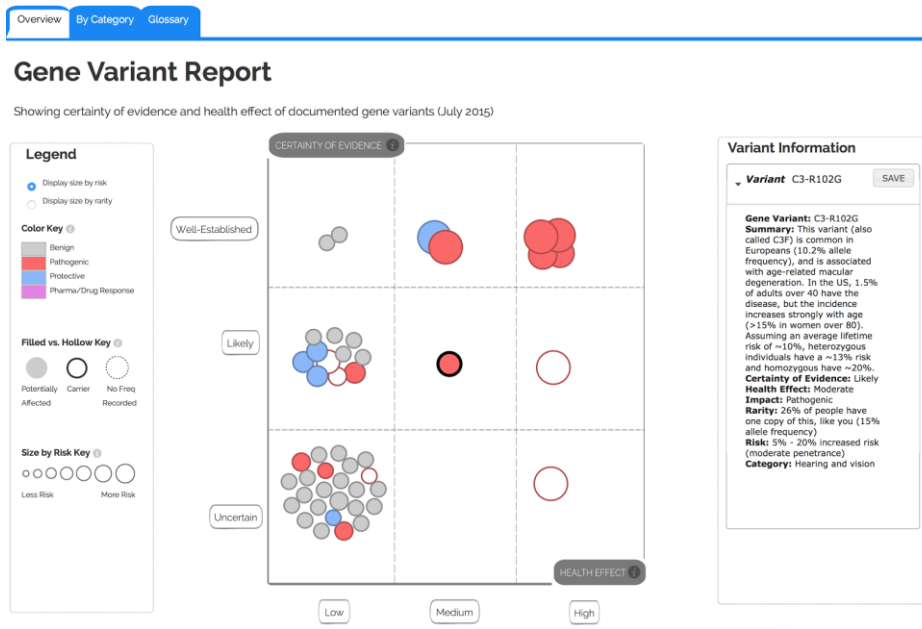 Overview By Category Glossary
Gene Variant Report
Showing certainty of evidence and health effect of documented gene variants (July 2015)
Legend
Display size by risk
Display size by rarity
Color Key i
Benign
Pathogenic
Protective
Pharma/Drug Response
Filled vs. Hollow Key i
Potentially Affected
Carrier
No Freq Recorded
Size by Risk Key i
Less Risk More Risk
CERTAINTY OF EVIDENCE i
Well-Established
Likely
Uncertain
HEALTH EFFECT i
Low Medium High
Variant Information
Variant C3-R102G SAVE
Gene Variant: C3-R102G
Summary: This variant (also
called C3F) is common in
Europeans (10.2% allele
frequency), and is associated
with age-related macular
degeneration. In the US, 1.5%
of adults over 40 have the
disease, but the incidence
increases strongly with age
(>15% in women over 80).
Assuming an average lifetime
risk of ~10%, heterozygous
individuals have a ~13% risk
and homozygous have ~20%.
Certainty of Evidence: Likely
Health Effect: Moderate
Impact: Pathogenic
Rarity: 26% of people have
one copy of this, like you (15%
allele frequency)
Risk: 5% - 20% increased risk
(moderate penetrance)
Category: Hearing and vision